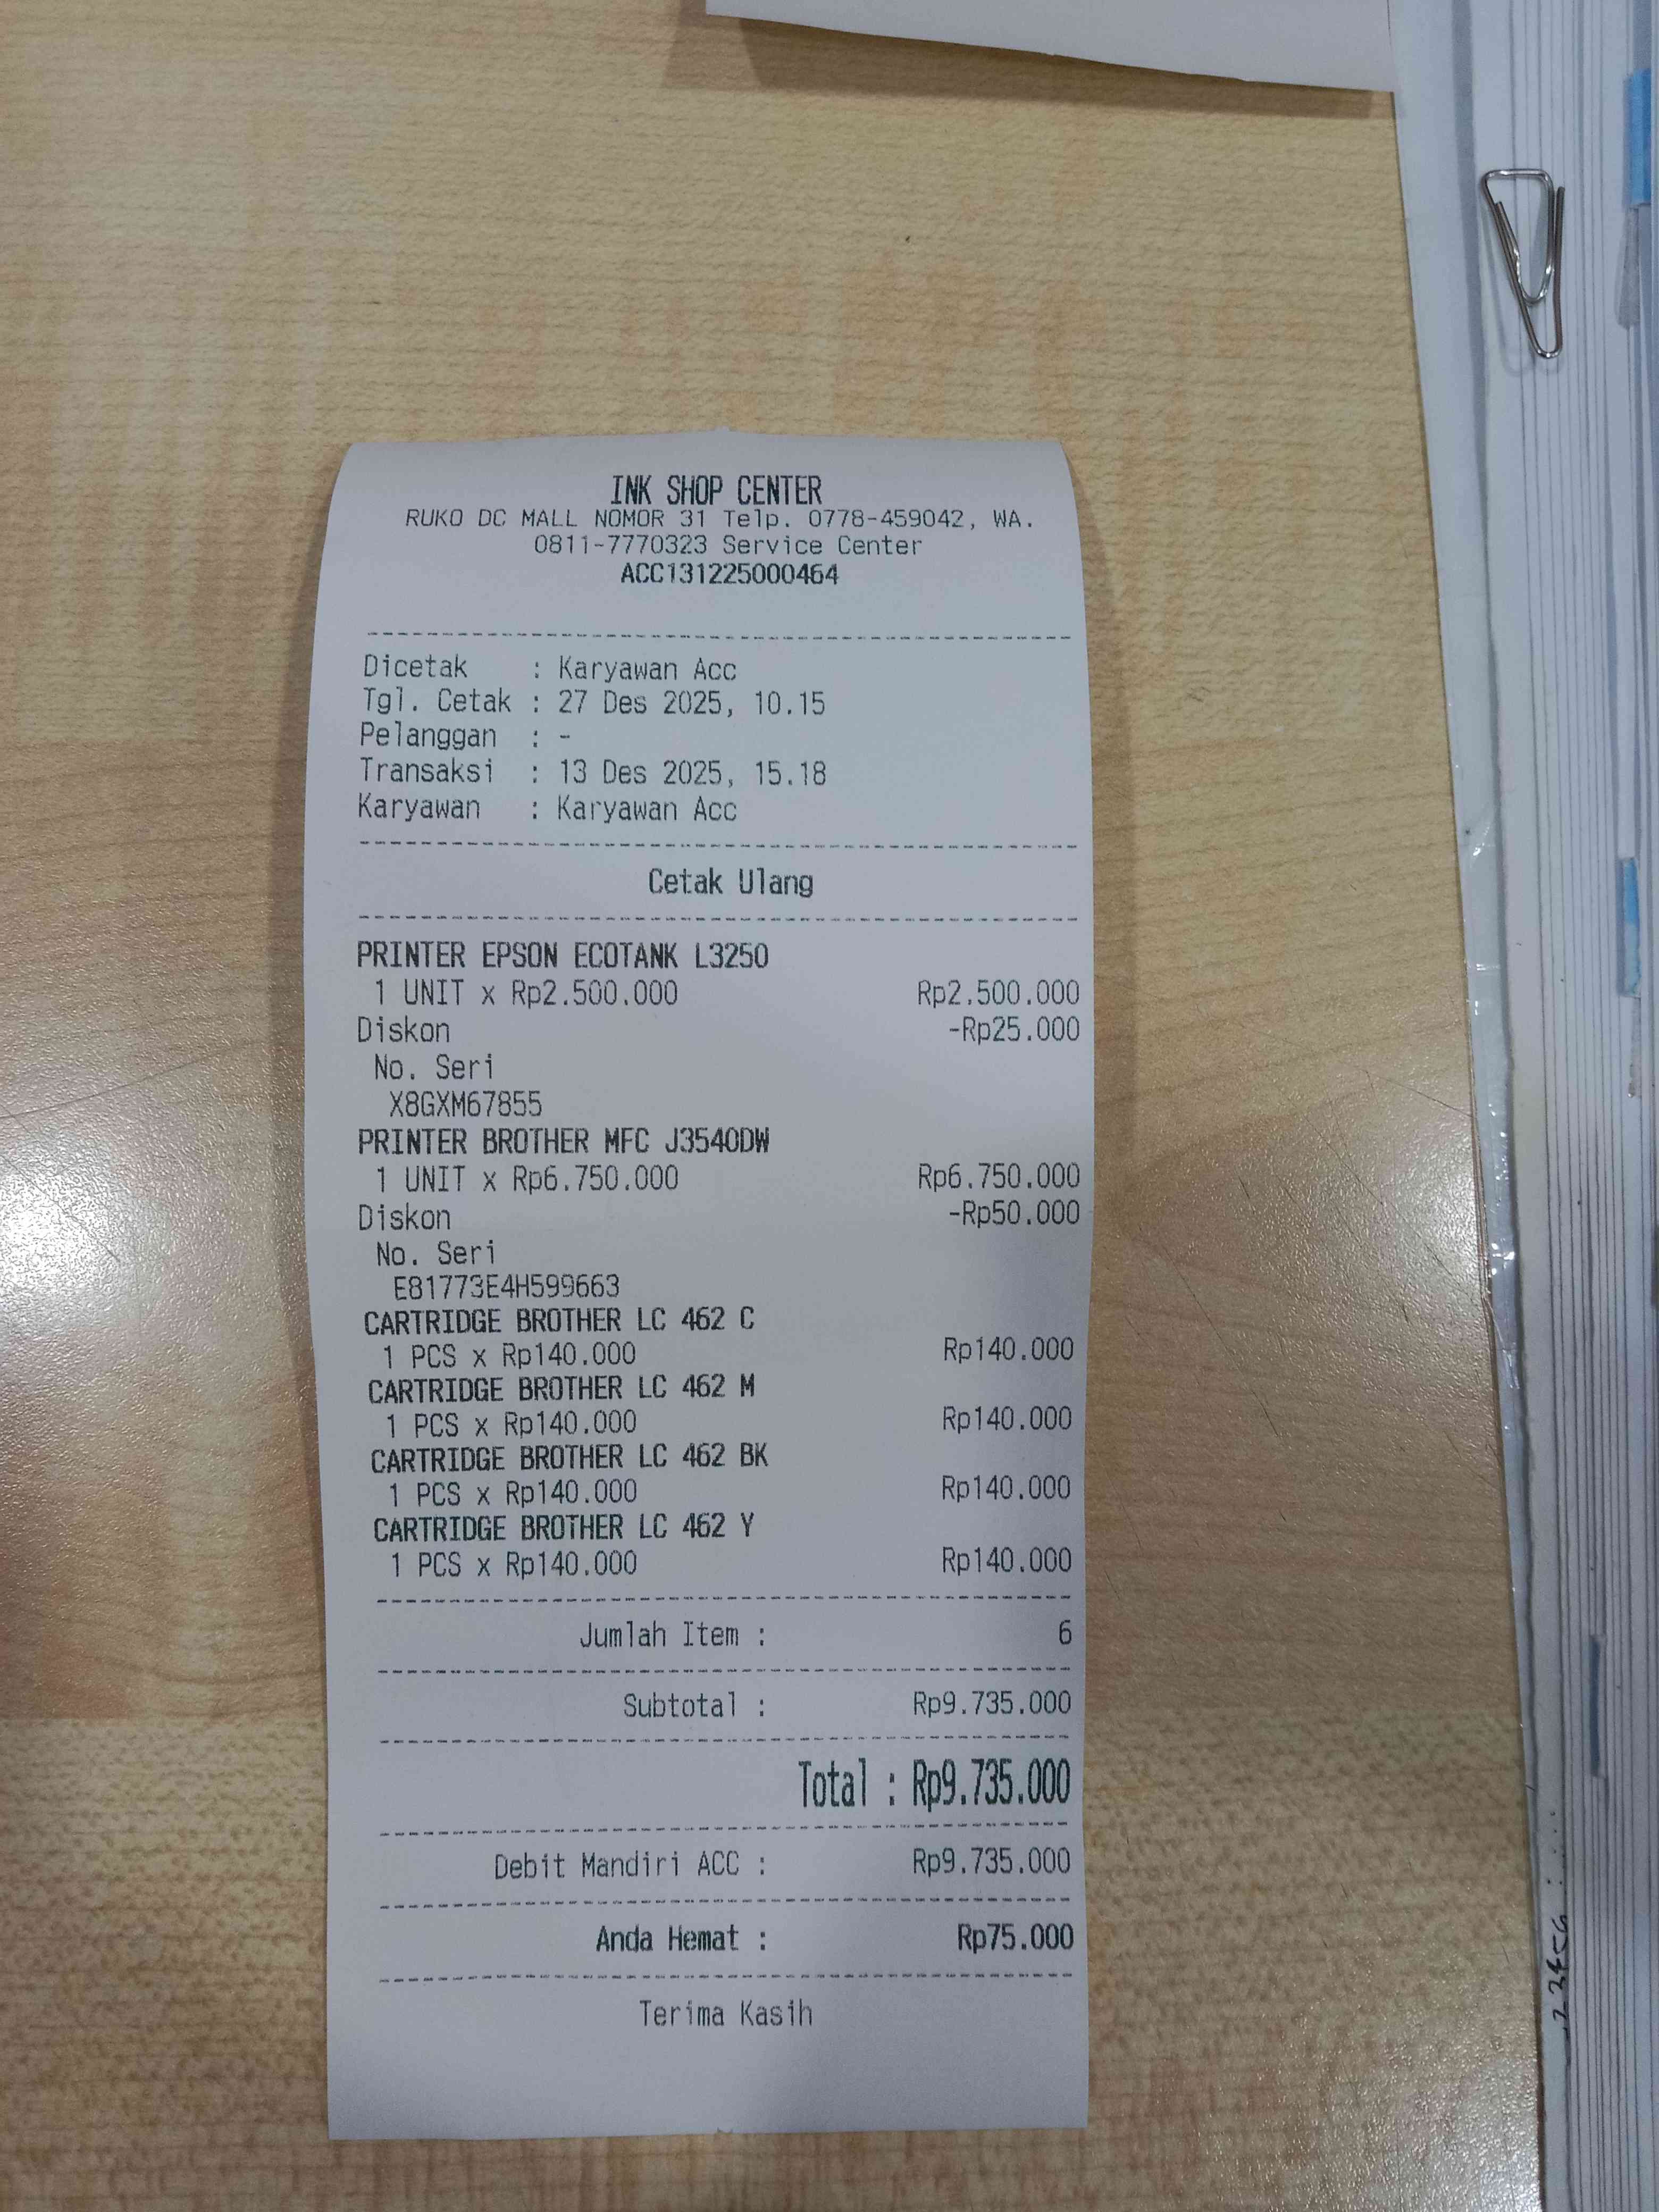 INK SHOP CENTER
RUKO DC MALL NOMOR 31 Telp. 0778-459042, WA.
0811-7770323 Service Center
ACC131225000464
Dicetak : Karyawan Acc
Tgl. Cetak : 27 Des 2025, 10.15
Pelanggan : -
Transaksi : 13 Des 2025, 15.18
Karyawan : Karyawan Acc
Cetak Ulang
PRINTER EPSON ECOTANK L3250
1 UNIT x Rp2.500.000 Rp2.500.000
Diskon -Rp25.000
No. Seri
X8GXM67855
PRINTER BROTHER MFC J3540DW
1 UNIT x Rp6.750.000 Rp6.750.000
Diskon -Rp50.000
No. Seri
E81773E4H599663
CARTRIDGE BROTHER LC 462 C
1 PCS x Rp140.000 Rp140.000
CARTRIDGE BROTHER LC 462 M
1 PCS x Rp140.000 Rp140.000
CARTRIDGE BROTHER LC 462 BK
1 PCS x Rp140.000 Rp140.000
CARTRIDGE BROTHER LC 462 Y
1 PCS x Rp140.000 Rp140.000
Jumlah Item : 6
Subtotal : Rp9.735.000
Total : Rp9.735.000
Debit Mandiri ACC : Rp9.735.000
Anda Hemat : Rp75.000
Terima Kasih